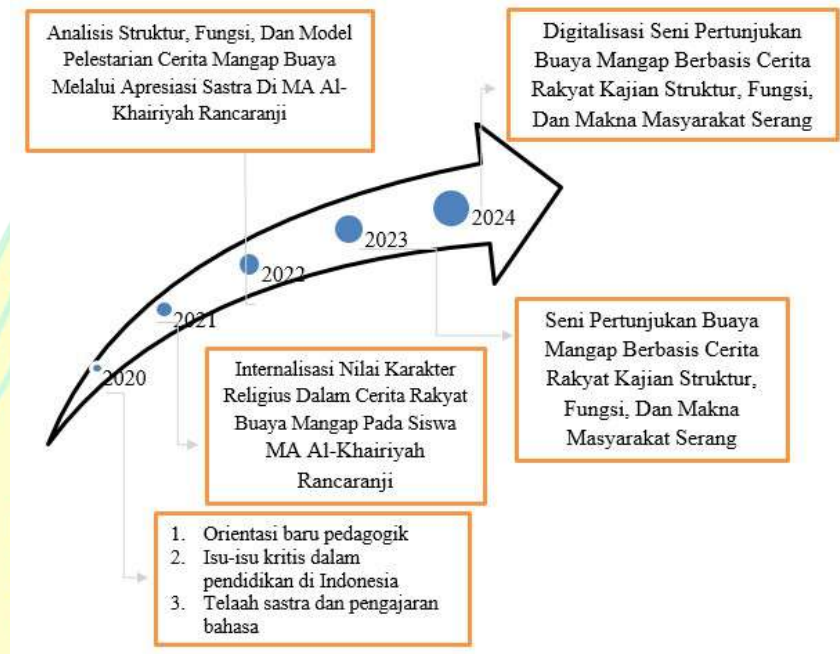 Analisis Struktur, Fungsi, Dan Model
Pelestarian Cerita Mangap Buaya
Melalui Apresiasi Sastra Di MA Al-
Khairiyah Rancaranji
Digitalisasi Seni Pertunjukan
Buaya Mangap Berbasis Cerita
Rakyat Kajian Struktur, Fungsi,
Dan Makna Masyarakat Serang
2024
2023
2022
2021
2020
Seni Pertunjukan Buaya
Mangap Berbasis Cerita
Rakyat Kajian Struktur,
Fungsi, Dan Makna
Masyarakat Serang
Internalisasi Nilai Karakter
Religius Dalam Cerita Rakyat
Buaya Mangap Pada Siswa
MA Al-Khairiyah
Rancaranji
1. Orientasi baru pedagogik
2. Isu-isu kritis dalam
pendidikan di Indonesia
3. Telaah sastra dan pengajaran
bahasa